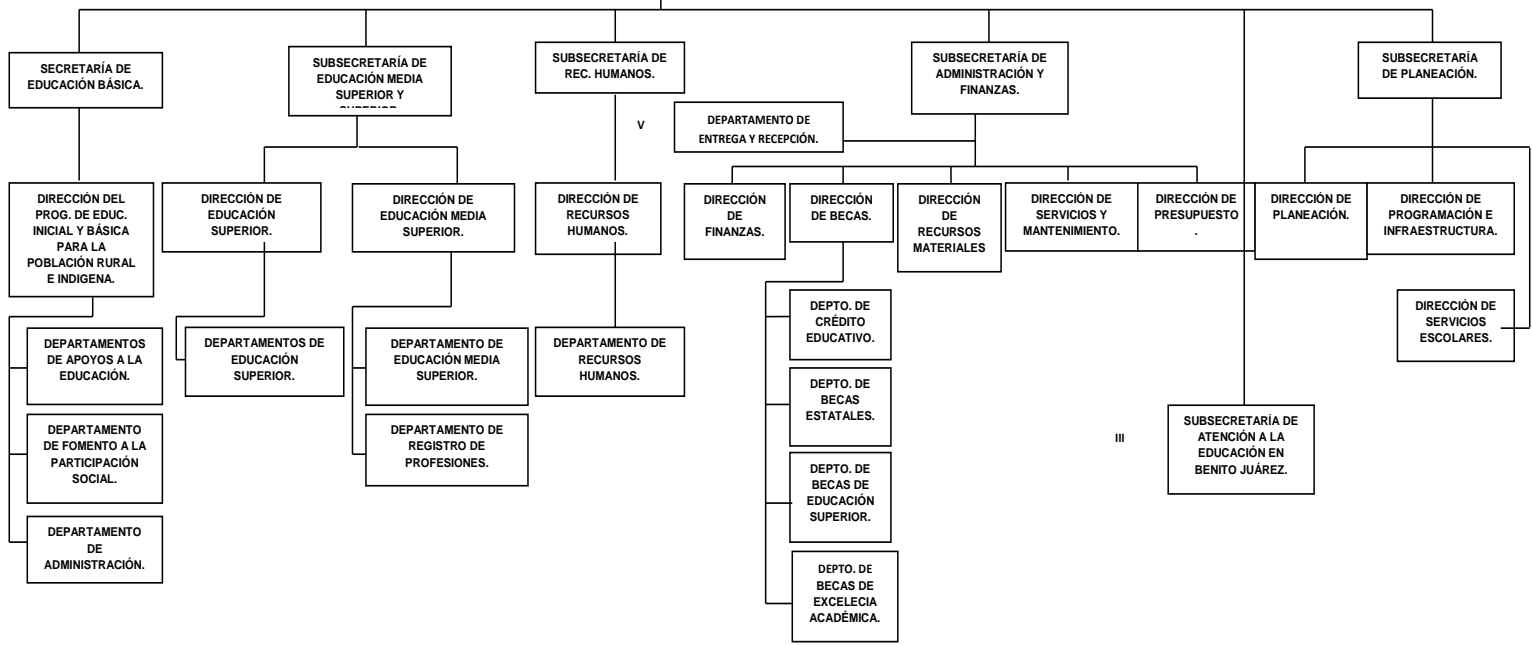 SECRETARÍA DE
EDUCACIÓN BÁSICA.
SUBSECRETARÍA DE
EDUCACIÓN MEDIA
SUPERIOR Y
SUBSECRETARÍA DE
REC. HUMANOS.
SUBSECRETARÍA DE
ADMINISTRACIÓN Y
FINANZAS.
SUBSECRETARÍA
DE PLANEACIÓN.
V
DEPARTAMENTO DE
ENTREGA Y RECEPCIÓN.
DIRECCIÓN DEL
PROG. DE EDUC.
INICIAL Y BÁSICA
PARA LA
POBLACIÓN RURAL
E INDIGENA.
DIRECCIÓN DE
EDUCACIÓN
SUPERIOR.
DIRECCIÓN DE
EDUCACIÓN MEDIA
SUPERIOR.
DIRECCIÓN DE
RECURSOS
HUMANOS.
DIRECCIÓN
DE
FINANZAS.
DIRECCIÓN
DE BECAS.
DIRECCIÓN
DE
RECURSOS
MATERIALES
DIRECCIÓN DE
SERVICIOS Y
MANTENIMIENTO.
DIRECCIÓN DE
PRESUPUESTO
.
DIRECCIÓN DE
PLANEACIÓN.
DIRECCIÓN DE
PROGRAMACIÓN E
INFRAESTRUCTURA.
DEPARTAMENTOS
DE APOYOS A LA
EDUCACIÓN.
DEPARTAMENTOS DE
EDUCACIÓN
SUPERIOR.
DEPARTAMENTO DE
EDUCACIÓN MEDIA
SUPERIOR.
DEPARTAMENTO DE
RECURSOS
HUMANOS.
DEPTO. DE
CRÉDITO
EDUCATIVO.
DIRECCIÓN DE
SERVICIOS
ESCOLARES.
DEPTO. DE
BECAS
ESTATALES.
DEPARTAMENTO
DE FOMENTO A LA
PARTICIPACIÓN
SOCIAL.
DEPARTAMENTO DE
REGISTRO DE
PROFESIONES.
III
SUBSECRETARÍA DE
ATENCIÓN A LA
EDUCACIÓN EN
BENITO JUÁREZ.
DEPTO. DE
BECAS DE
EDUCACIÓN
SUPERIOR.
DEPARTAMENTO
DE
ADMINISTRACIÓN.
DEPTO. DE
BECAS DE
EXCELECIA
ACADÉMICA.